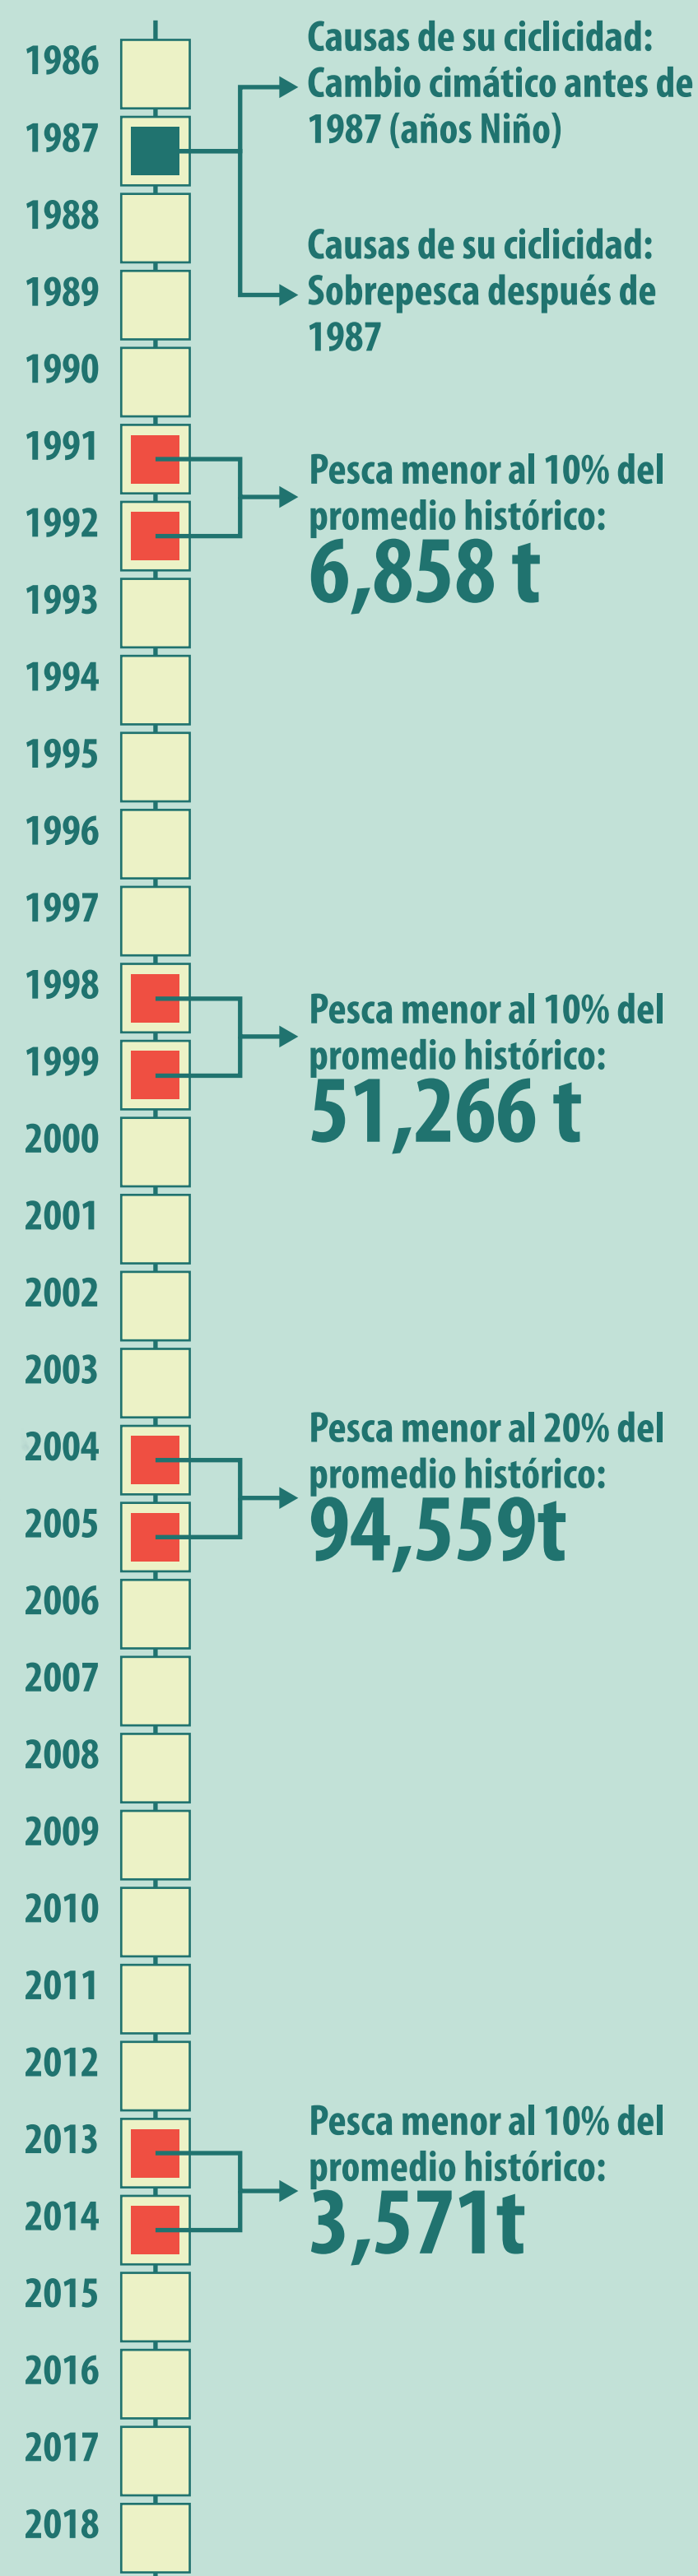 1986
Causas de su ciclicidad:
Cambio cimático antes de
1987 (años Niño)
1987
1988
Causas de su ciclicidad:
Sobrepesca después de
1987
1989
1990
1991
Pesca menor al 10% del
promedio histórico:
6,858 t
1992
1993
1994
1995
1996
1997
1998
Pesca menor al 10% del
promedio histórico:
51,266 t
1999
2000
2001
2002
2003
2004
Pesca menor al 20% del
promedio histórico:
94,559t
2005
2006
2007
2008
2009
2010
2011
2012
2013
Pesca menor al 10% del
promedio histórico:
3,571t
2014
2015
2016
2017
2018